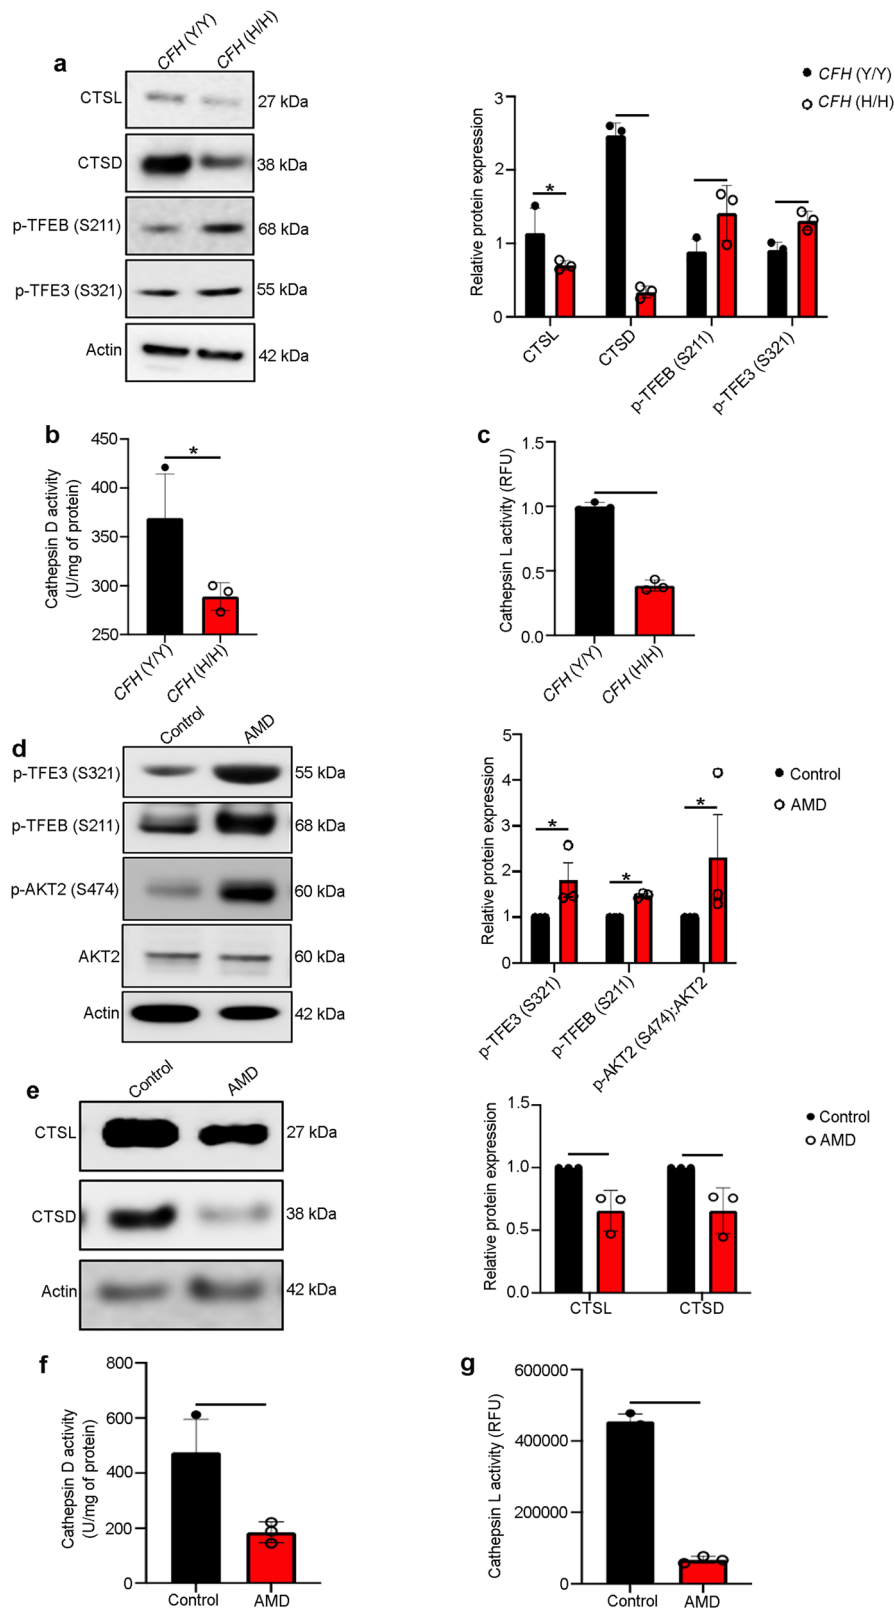 a
CFH (Y/Y)
CFH (H/H)
CTSL
27 kDa
CTSD
38 kDa
p-TFEB (S211)
68 kDa
p-TFE3 (S321)
55 kDa
Actin
42 kDa
CFH (Y/Y)
CFH (H/H)
Relative protein expression
3
2
1
0
*
CTSL
CTSD
p-TFEB (S211)
p-TFE3 (S321)
b
Cathepsin D activity
(U/mg of protein)
450
400
350
300
250
*
CFH (Y/Y)
CFH (H/H)
c
Cathepsin L activity (RFU)
1.5
1.0
0.5
0.0
CFH (Y/Y)
CFH (H/H)
d
Control
AMD
p-TFE3 (S321)
55 kDa
p-TFEB (S211)
68 kDa
p-AKT2 (S474)
60 kDa
AKT2
60 kDa
Actin
42 kDa
Control
AMD
Relative protein expression
5
4
3
2
1
0
*
*
*
p-TFE3 (S321)
p-TFEB (S211)
p-AKT2 (S474):AKT2
e
Control
AMD
CTSL
27 kDa
CTSD
38 kDa
Actin
42 kDa
Control
AMD
Relative protein expression
1.5
1.0
0.5
0.0
CTSL
CTSD
f
Cathepsin D activity
(U/mg of protein)
800
600
400
200
0
Control
AMD
g
Cathepsin L activity (RFU)
600000
400000
200000
0
Control
AMD